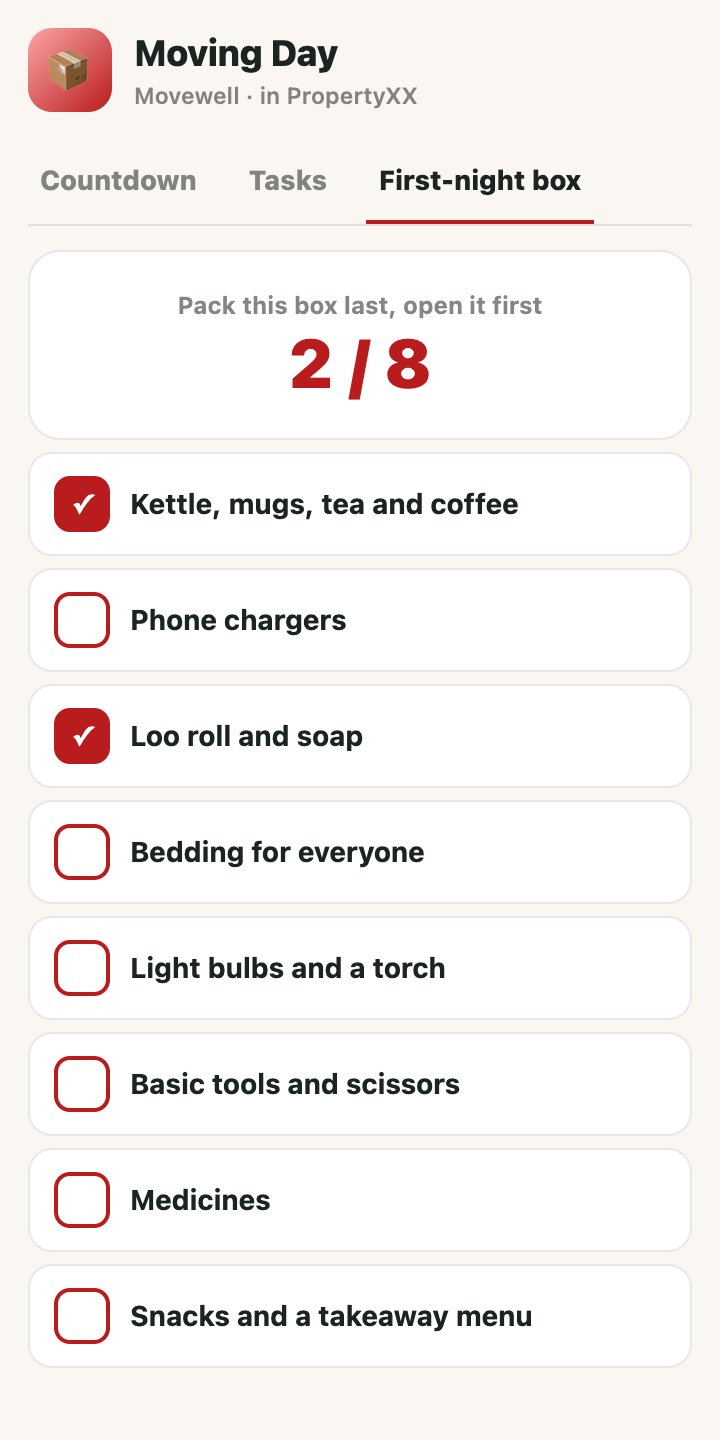 Moving Day
Movewell · in PropertyXX
Countdown Tasks First-night box
Pack this box last, open it first
2 / 8
Kettle, mugs, tea and coffee
Phone chargers
Loo roll and soap
Bedding for everyone
Light bulbs and a torch
Basic tools and scissors
Medicines
Snacks and a takeaway menu